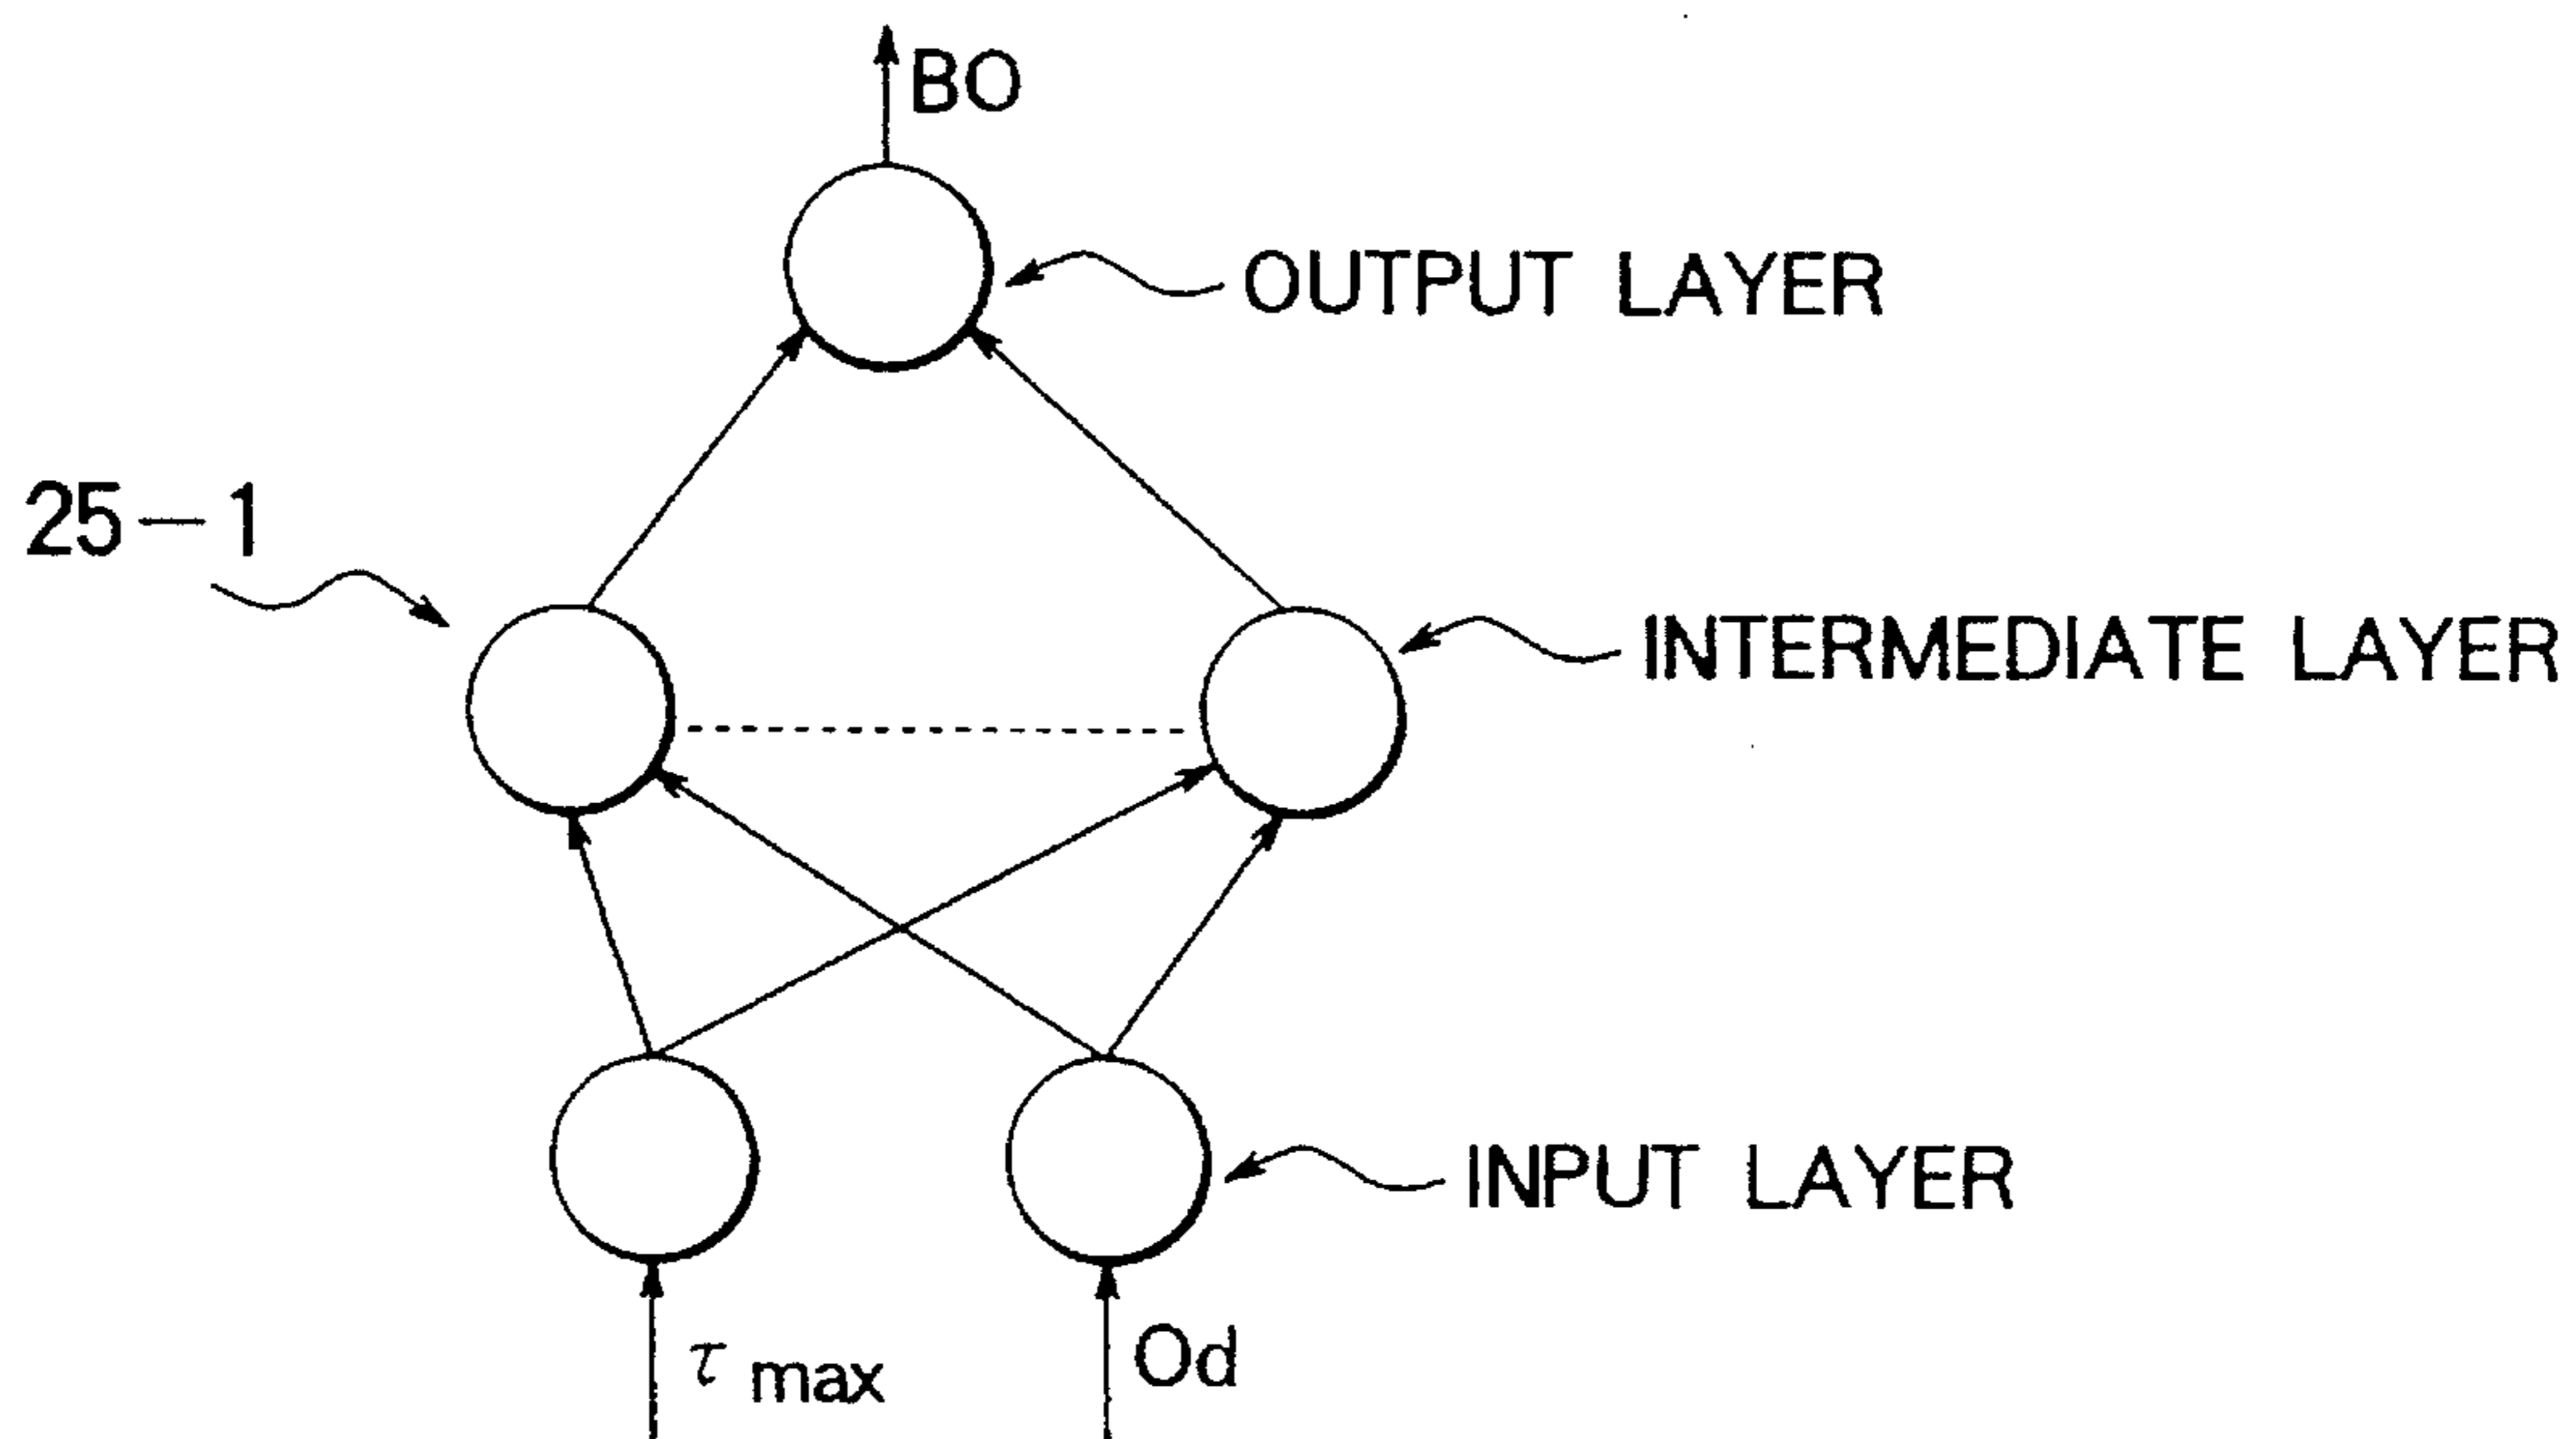 BO
OUTPUT LAYER
25-1
INTERMEDIATE LAYER
INPUT LAYER
τ max
Od